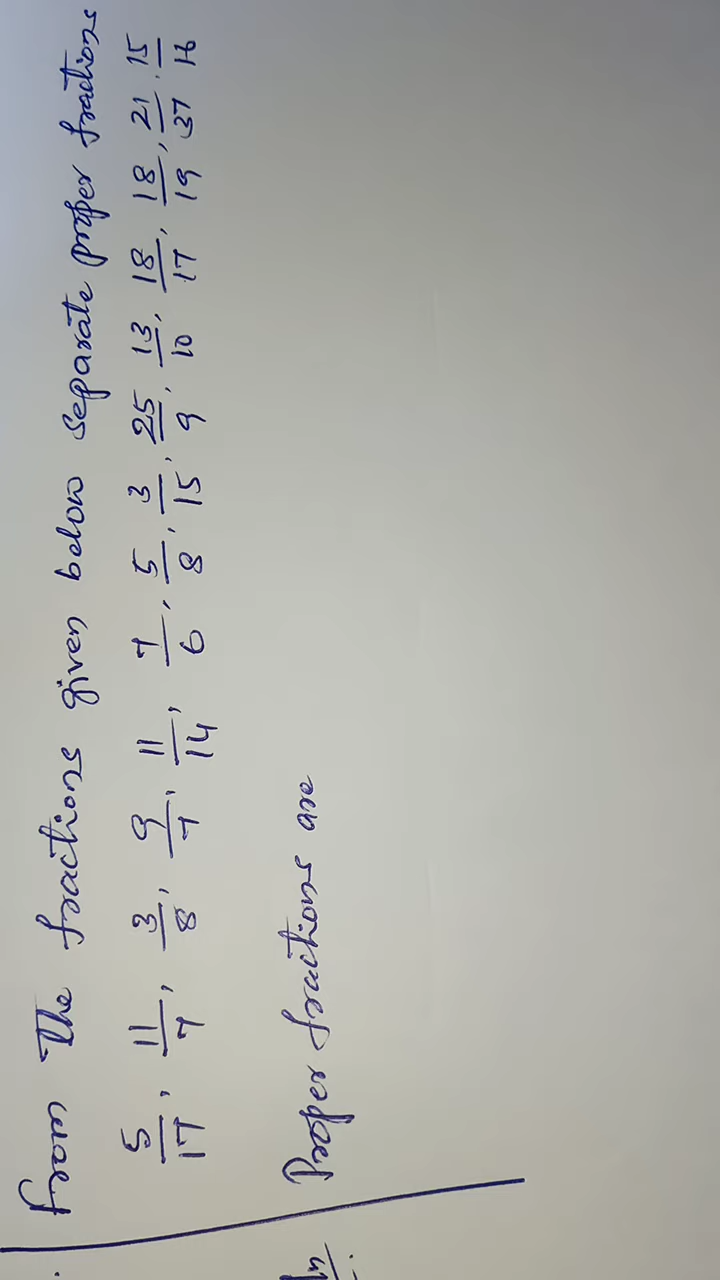 from The fractions given below separate proper fractions
5/17, 11/7, 3/8, 9/7, 11/14, 7/6, 5/8, 3/15, 25/9, 13/10, 18/17, 18/19, 21/37, 15/16
Proper fractions are